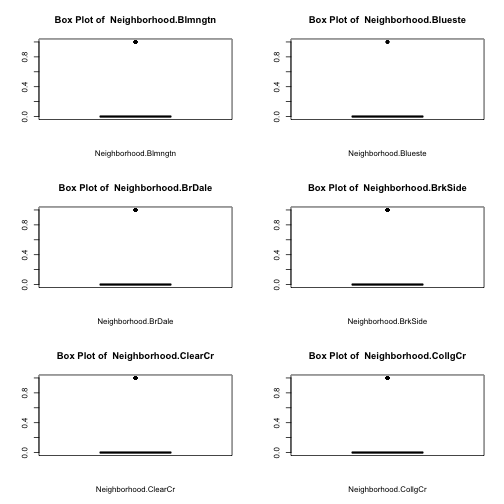 Box Plot of Neighborhood.Blmngtn
0.8
0.4
0.0
Neighborhood.Blmngtn
Box Plot of Neighborhood.Blueste
0.8
0.4
0.0
Neighborhood.Blueste
Box Plot of Neighborhood.BrDale
0.8
0.4
0.0
Neighborhood.BrDale
Box Plot of Neighborhood.BrkSide
0.8
0.4
0.0
Neighborhood.BrkSide
Box Plot of Neighborhood.ClearCr
0.8
0.4
0.0
Neighborhood.ClearCr
Box Plot of Neighborhood.CollgCr
0.8
0.4
0.0
Neighborhood.CollgCr